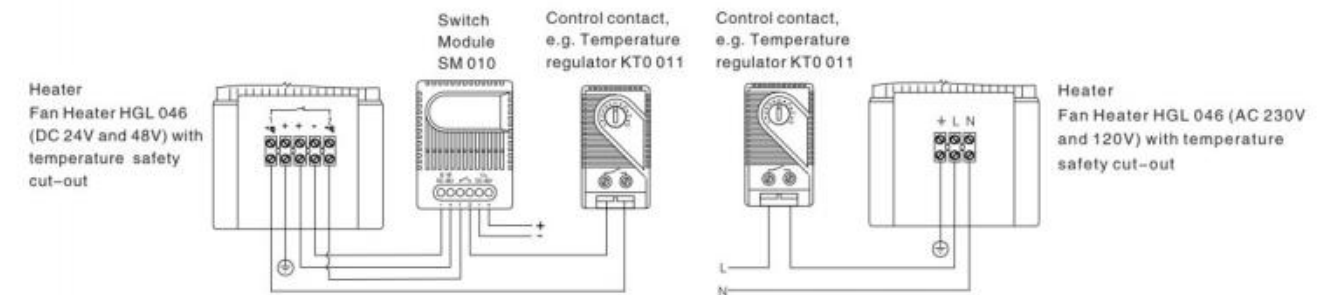 Switch
Module
SM 010
Control contact,
e.g. Temperature
regulator KT0 011
Control contact,
e.g. Temperature
regulator KT0 011
Heater
Fan Heater HGL 046
(DC 24V and 48V) with
temperature safety
cut-out
+ + -
+
-
Heater
Fan Heater HGL 046 (AC 230V
and 120V) with temperature
safety cut-out
L N
L
N